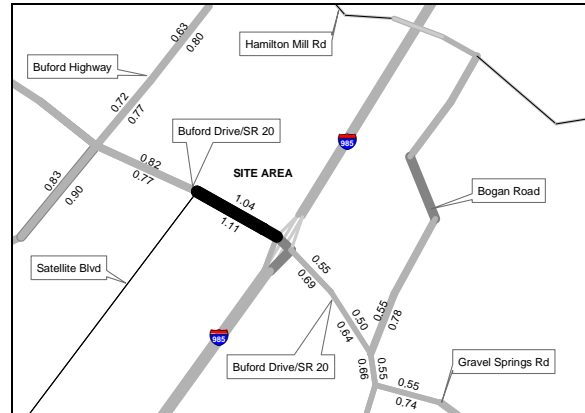 0.63
0.80
Hamilton Mill Rd
Buford Highway
0.72
0.77
Buford Drive/SR 20
985
0.82
0.77
SITE AREA
0.83
0.90
1.04
1.11
Bogan Road
Satellite Blvd
0.55
0.69
985
0.50
0.64
0.55
0.78
Buford Drive/SR 20
0.55
0.66
Gravel Springs Rd
0.55
0.74